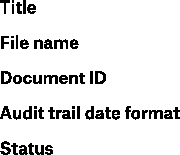 Title
File name
Document ID
Audit trail date format
Status